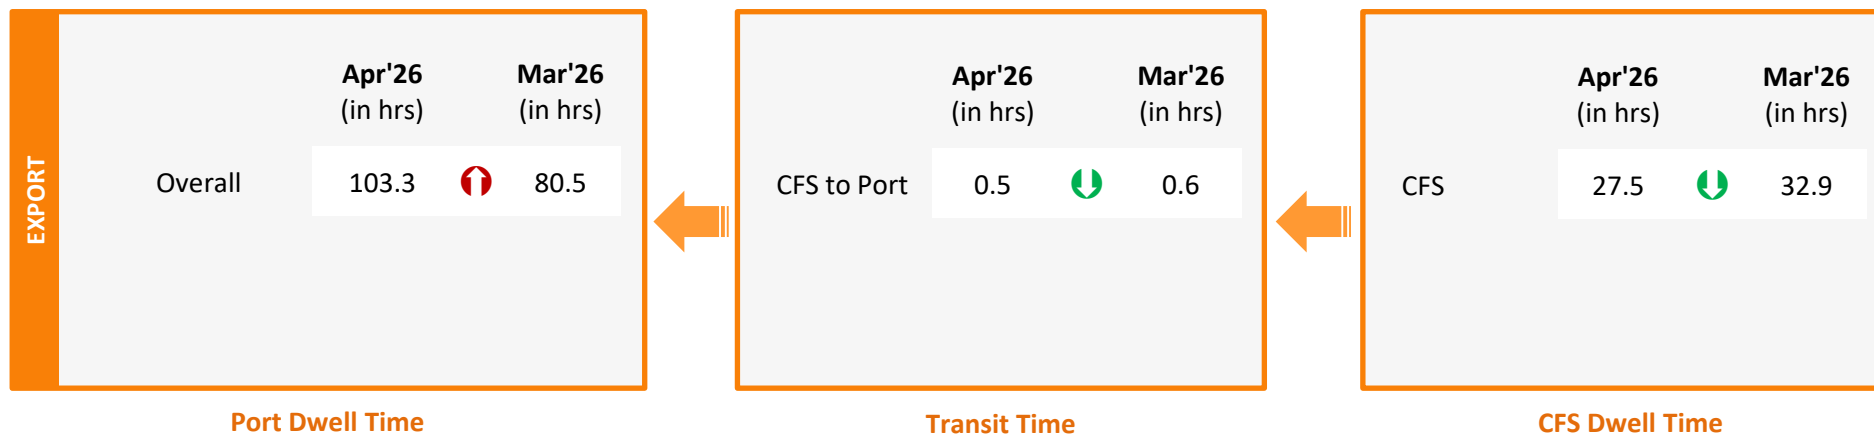 EXPORT
Apr'26 Mar'26
(in hrs) (in hrs)
Overall 103.3 80.5
Port Dwell Time
Apr'26 Mar'26
(in hrs) (in hrs)
CFS to Port 0.5 0.6
Transit Time
Apr'26 Mar'26
(in hrs) (in hrs)
CFS 27.5 32.9
CFS Dwell Time